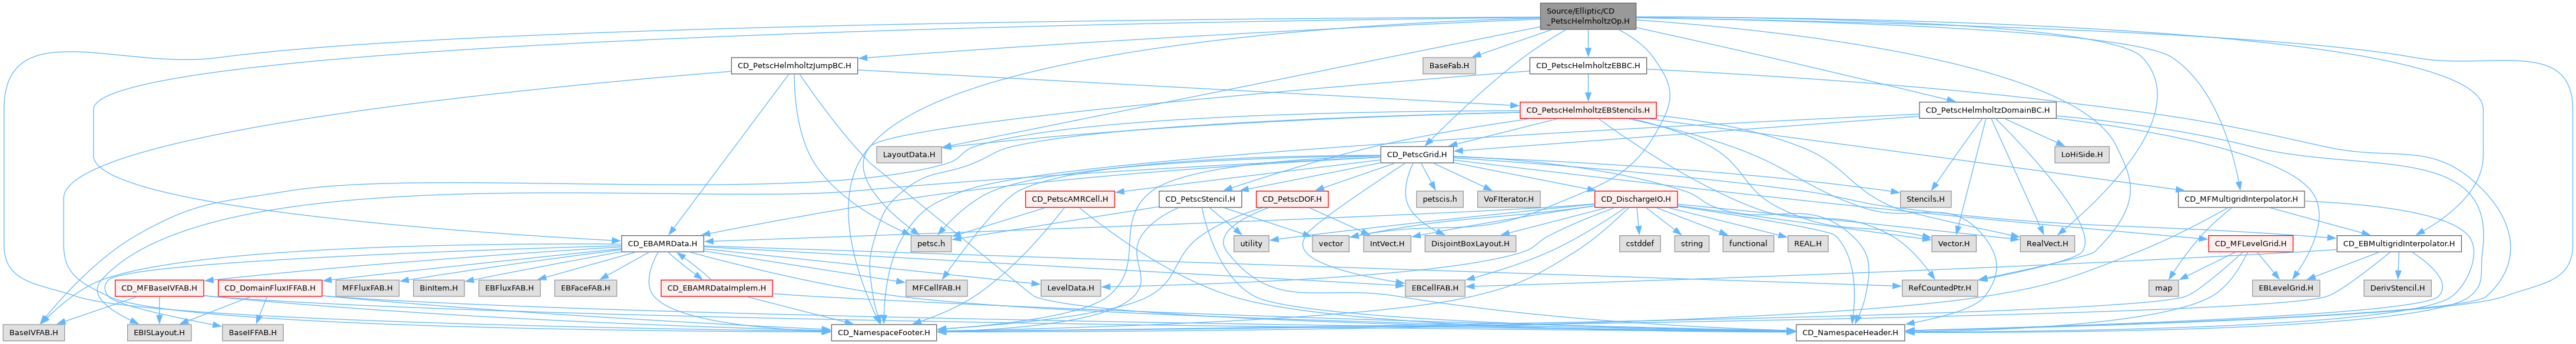 Source/Elliptic/CD
_PetscHelmholtzOp.H
CD_PetscHelmholtzJumpBC.H
BaseFab.H
CD_PetscHelmholtzEBBC.H
CD_PetscHelmholtzEBStencils.H
CD_PetscHelmholtzDomainBC.H
LayoutData.H
CD_PetscGrid.H
LoHiSide.H
CD_PetscAMRCell.H
CD_PetscStencil.H
CD_PetscDOF.H
petscis.h
VoFIterator.H
CD_DischargeIO.H
Stencils.H
CD_MFMultigridInterpolator.H
CD_EBAMRData.H
petsc.h
utility
vector
IntVect.H
DisjointBoxLayout.H
cstddef
string
functional
REAL.H
Vector.H
RealVect.H
CD_MFLevelGrid.H
CD_EBMultigridInterpolator.H
CD_MFBaseIVFAB.H
CD_DomainFluxIFFAB.H
MFFluxFAB.H
BinItem.H
EBFluxFAB.H
EBFaceFAB.H
CD_EBAMRDataImplem.H
MFCellFAB.H
LevelData.H
EBCellFAB.H
RefCountedPtr.H
map
EBLevelGrid.H
DerivStencil.H
BaseIVFAB.H
EBISLayout.H
BaseIFFAB.H
CD_NamespaceFooter.H
CD_NamespaceHeader.H